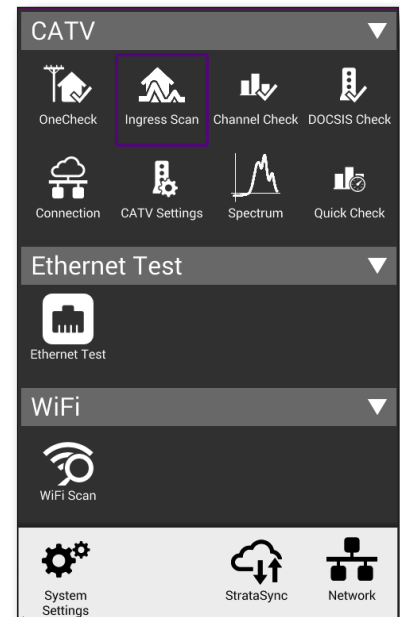 CATV
OneCheck
Ingress Scan
Channel Check
DOCSIS Check
Connection
CATV Settings
Spectrum
Quick Check
Ethernet Test
Ethernet Test
WiFi
WiFi Scan
System
Settings
StrataSync
Network